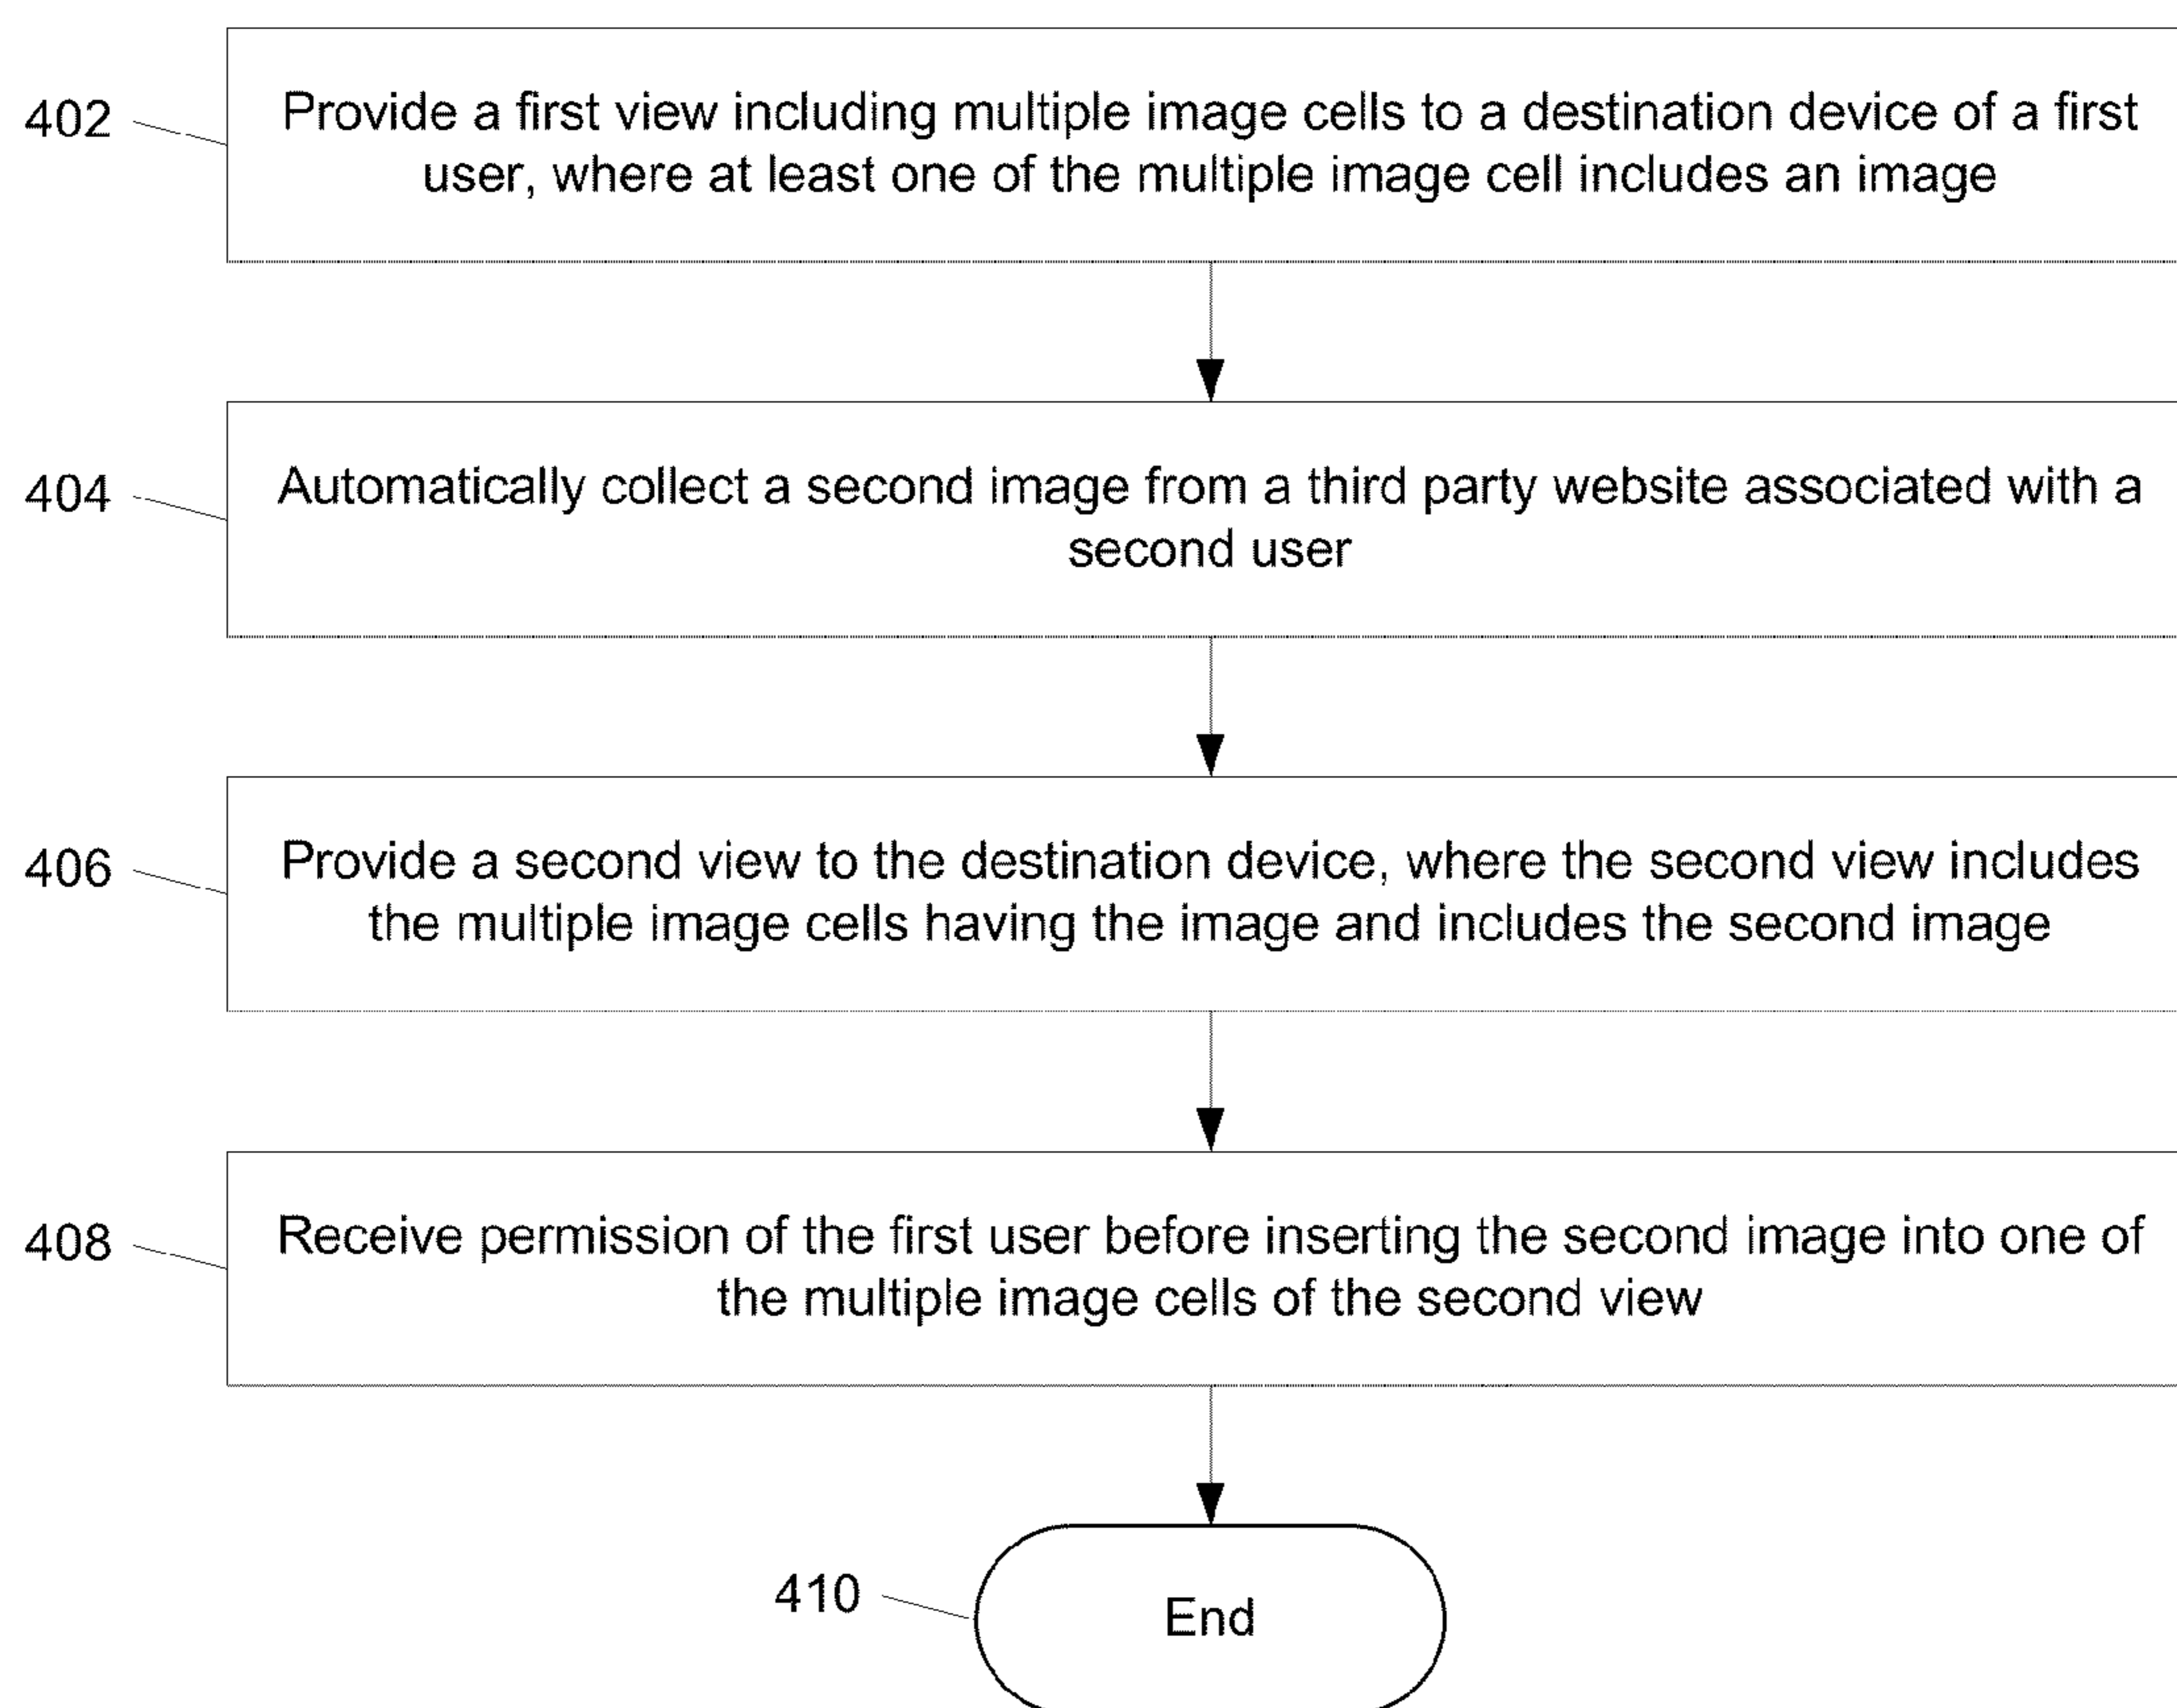 402
Provide a first view including multiple image cells to a destination device of a first
user, where at least one of the multiple image cell includes an image
404
Automatically collect a second image from a third party website associated with a
second user
406
Provide a second view to the destination device, where the second view includes
the multiple image cells having the image and includes the second image
408
Receive permission of the first user before inserting the second image into one of
the multiple image cells of the second view
410
End